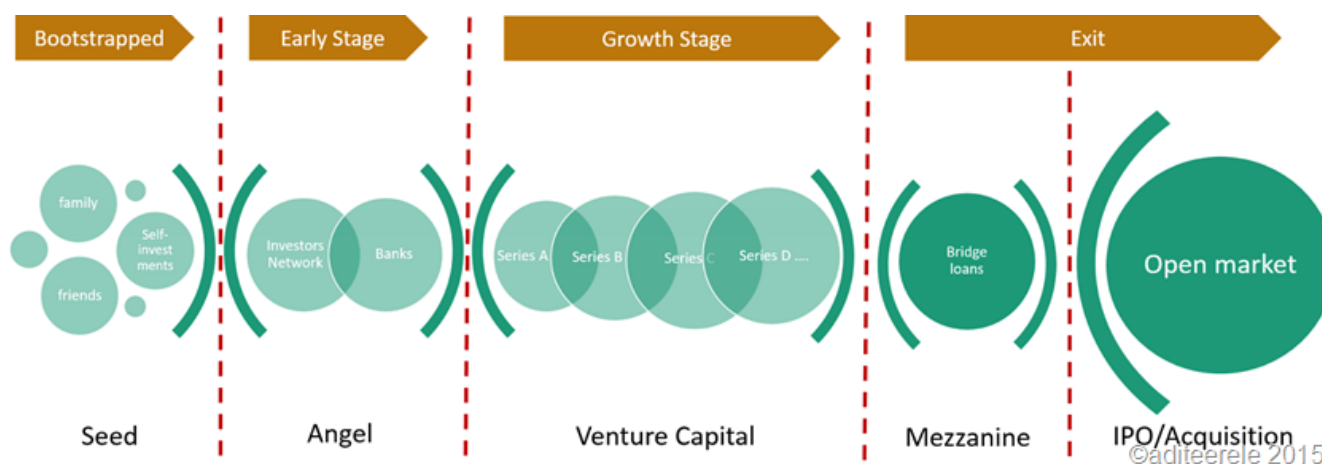 Bootstrapped
Early Stage
Growth Stage
Exit
family
Self-
invest
ments
friends
Investors
Network
Banks
Series A
Series B
Series C
Series D ....
Bridge
loans
Open market
Seed
Angel
Venture Capital
Mezzanine
IPO/Acquisition
©aditeerele 2015